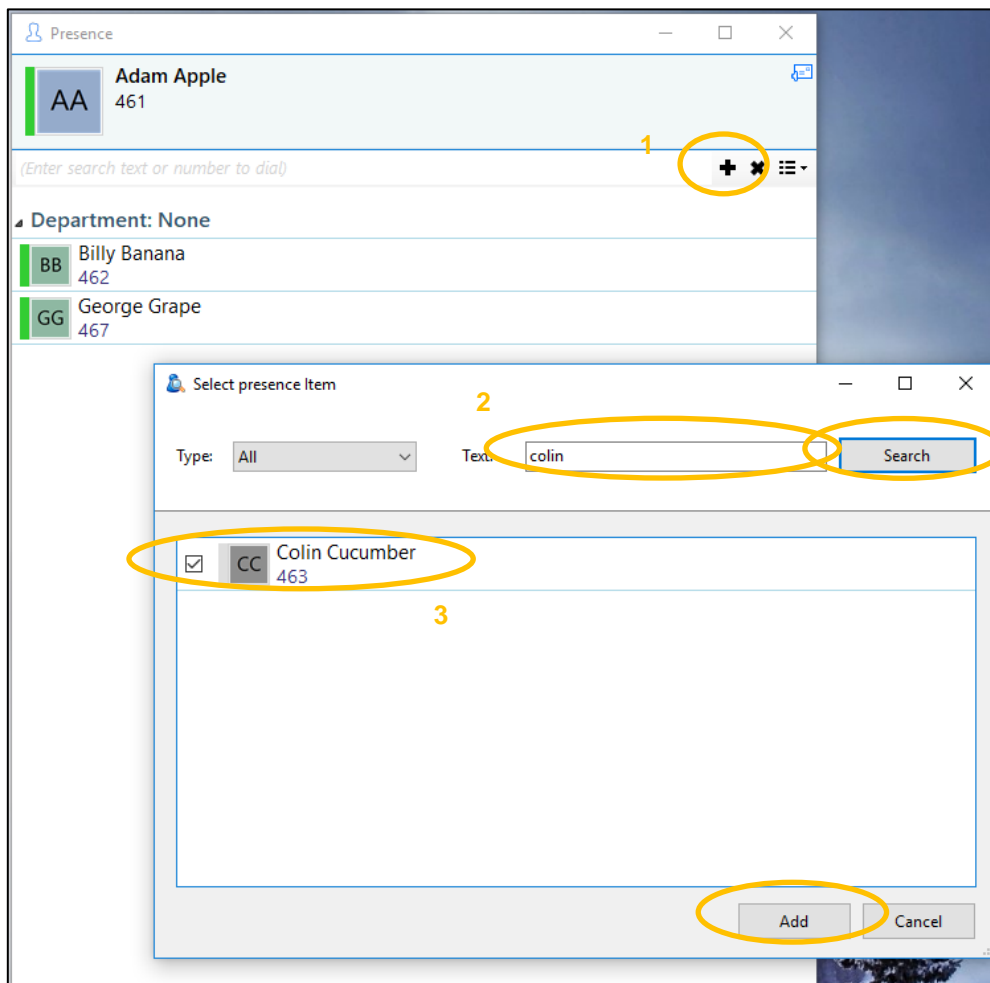 Presence
Adam Apple
AA
461
1
(Enter search text or number to dial)
Department: None
Billy Banana
BB
462
George Grape
GG
467
Select presence Item
2
Type: All Text: colin Search
Colin Cucumber
CC
463
3
Add Cancel